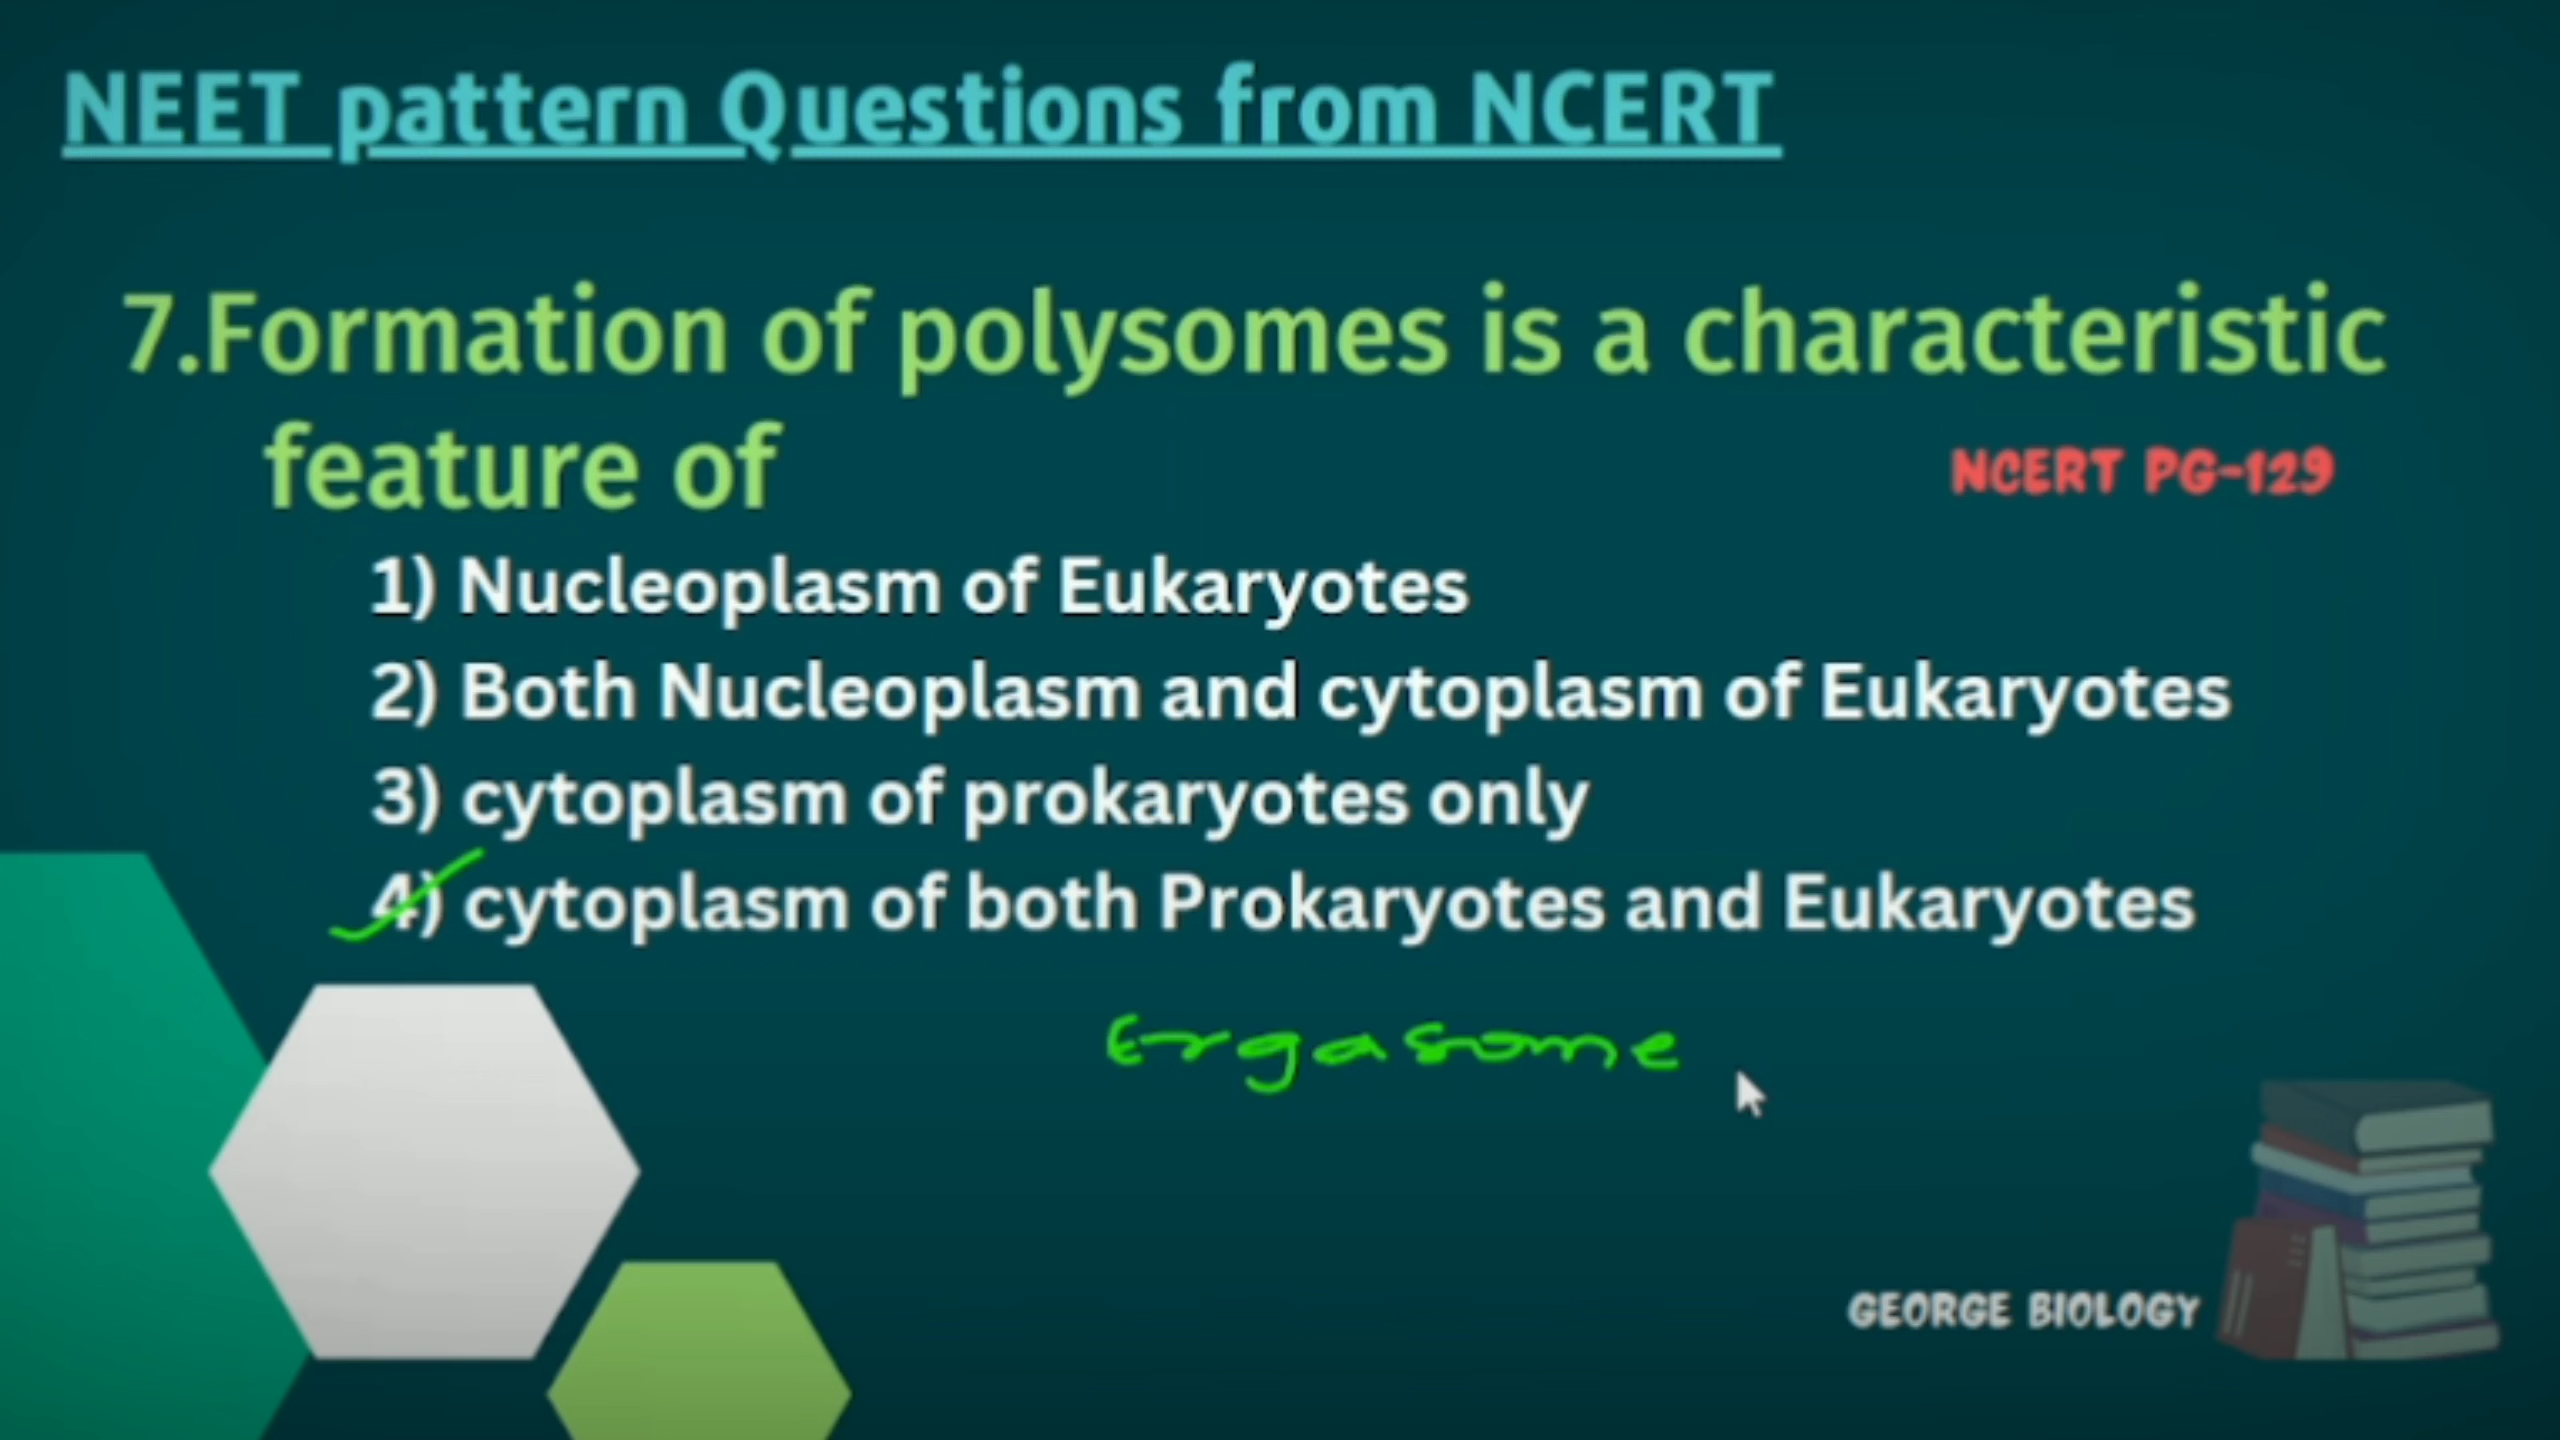 NEET pattern Questions from NCERT
7.Formation of polysomes is a characteristic
feature of
NCERT PG-129
1) Nucleoplasm of Eukaryotes
2) Both Nucleoplasm and cytoplasm of Eukaryotes
3) cytoplasm of prokaryotes only
4) cytoplasm of both Prokaryotes and Eukaryotes
Ergasome
GEORGE BIOLOGY